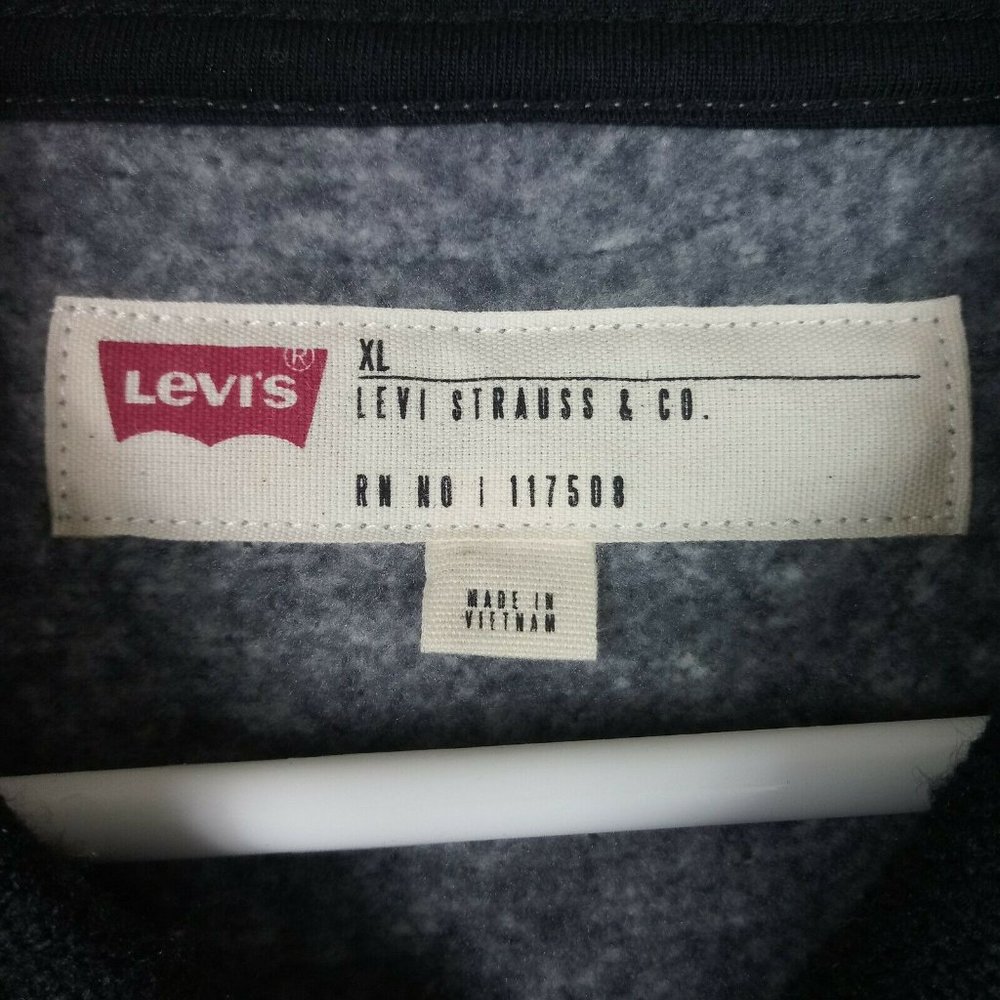 LEVI'S ®
XL
LEVI STRAUSS & CO.
RN NO | 117508
MADE IN
VIETNAM